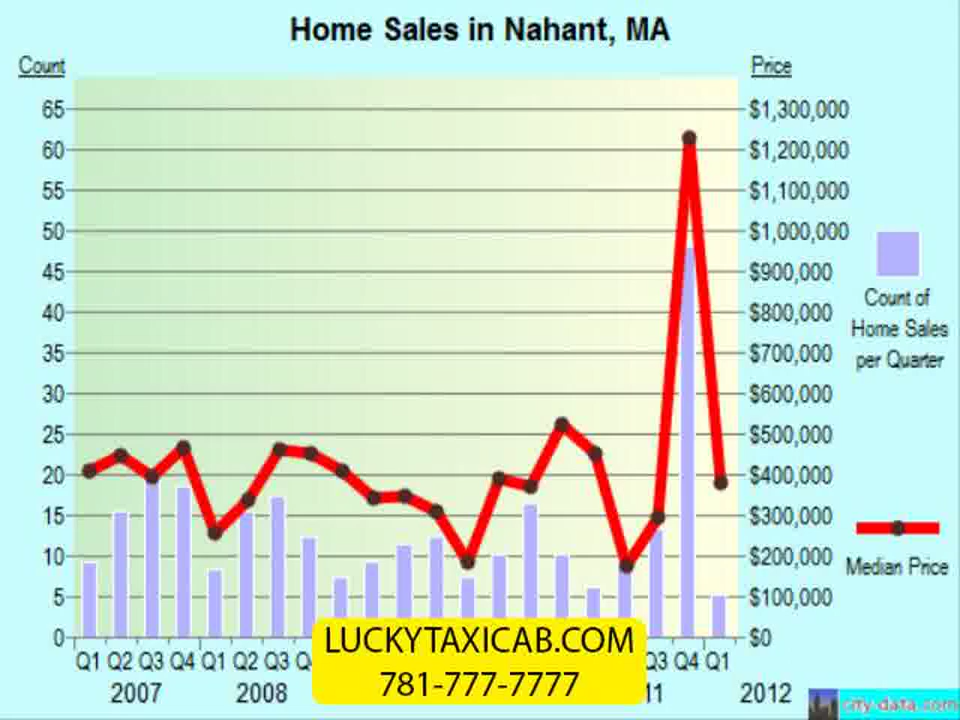 Home Sales in Nahant, MA
Count
Price
65
60
55
50
45
40
35
30
25
20
15
10
5
0
$1,300,000
$1,200,000
$1,100,000
$1,000,000
$900,000
$800,000
$700,000
$600,000
$500,000
$400,000
$300,000
$200,000
$100,000
$0
Count of
Home Sales
per Quarter
Median Price
Q1 Q2 Q3 Q4 Q1 Q2 Q3 Q3 Q4 Q1
2007 2008 2012
LUCKYTAXICAB.COM
781-777-7777
city-data.com